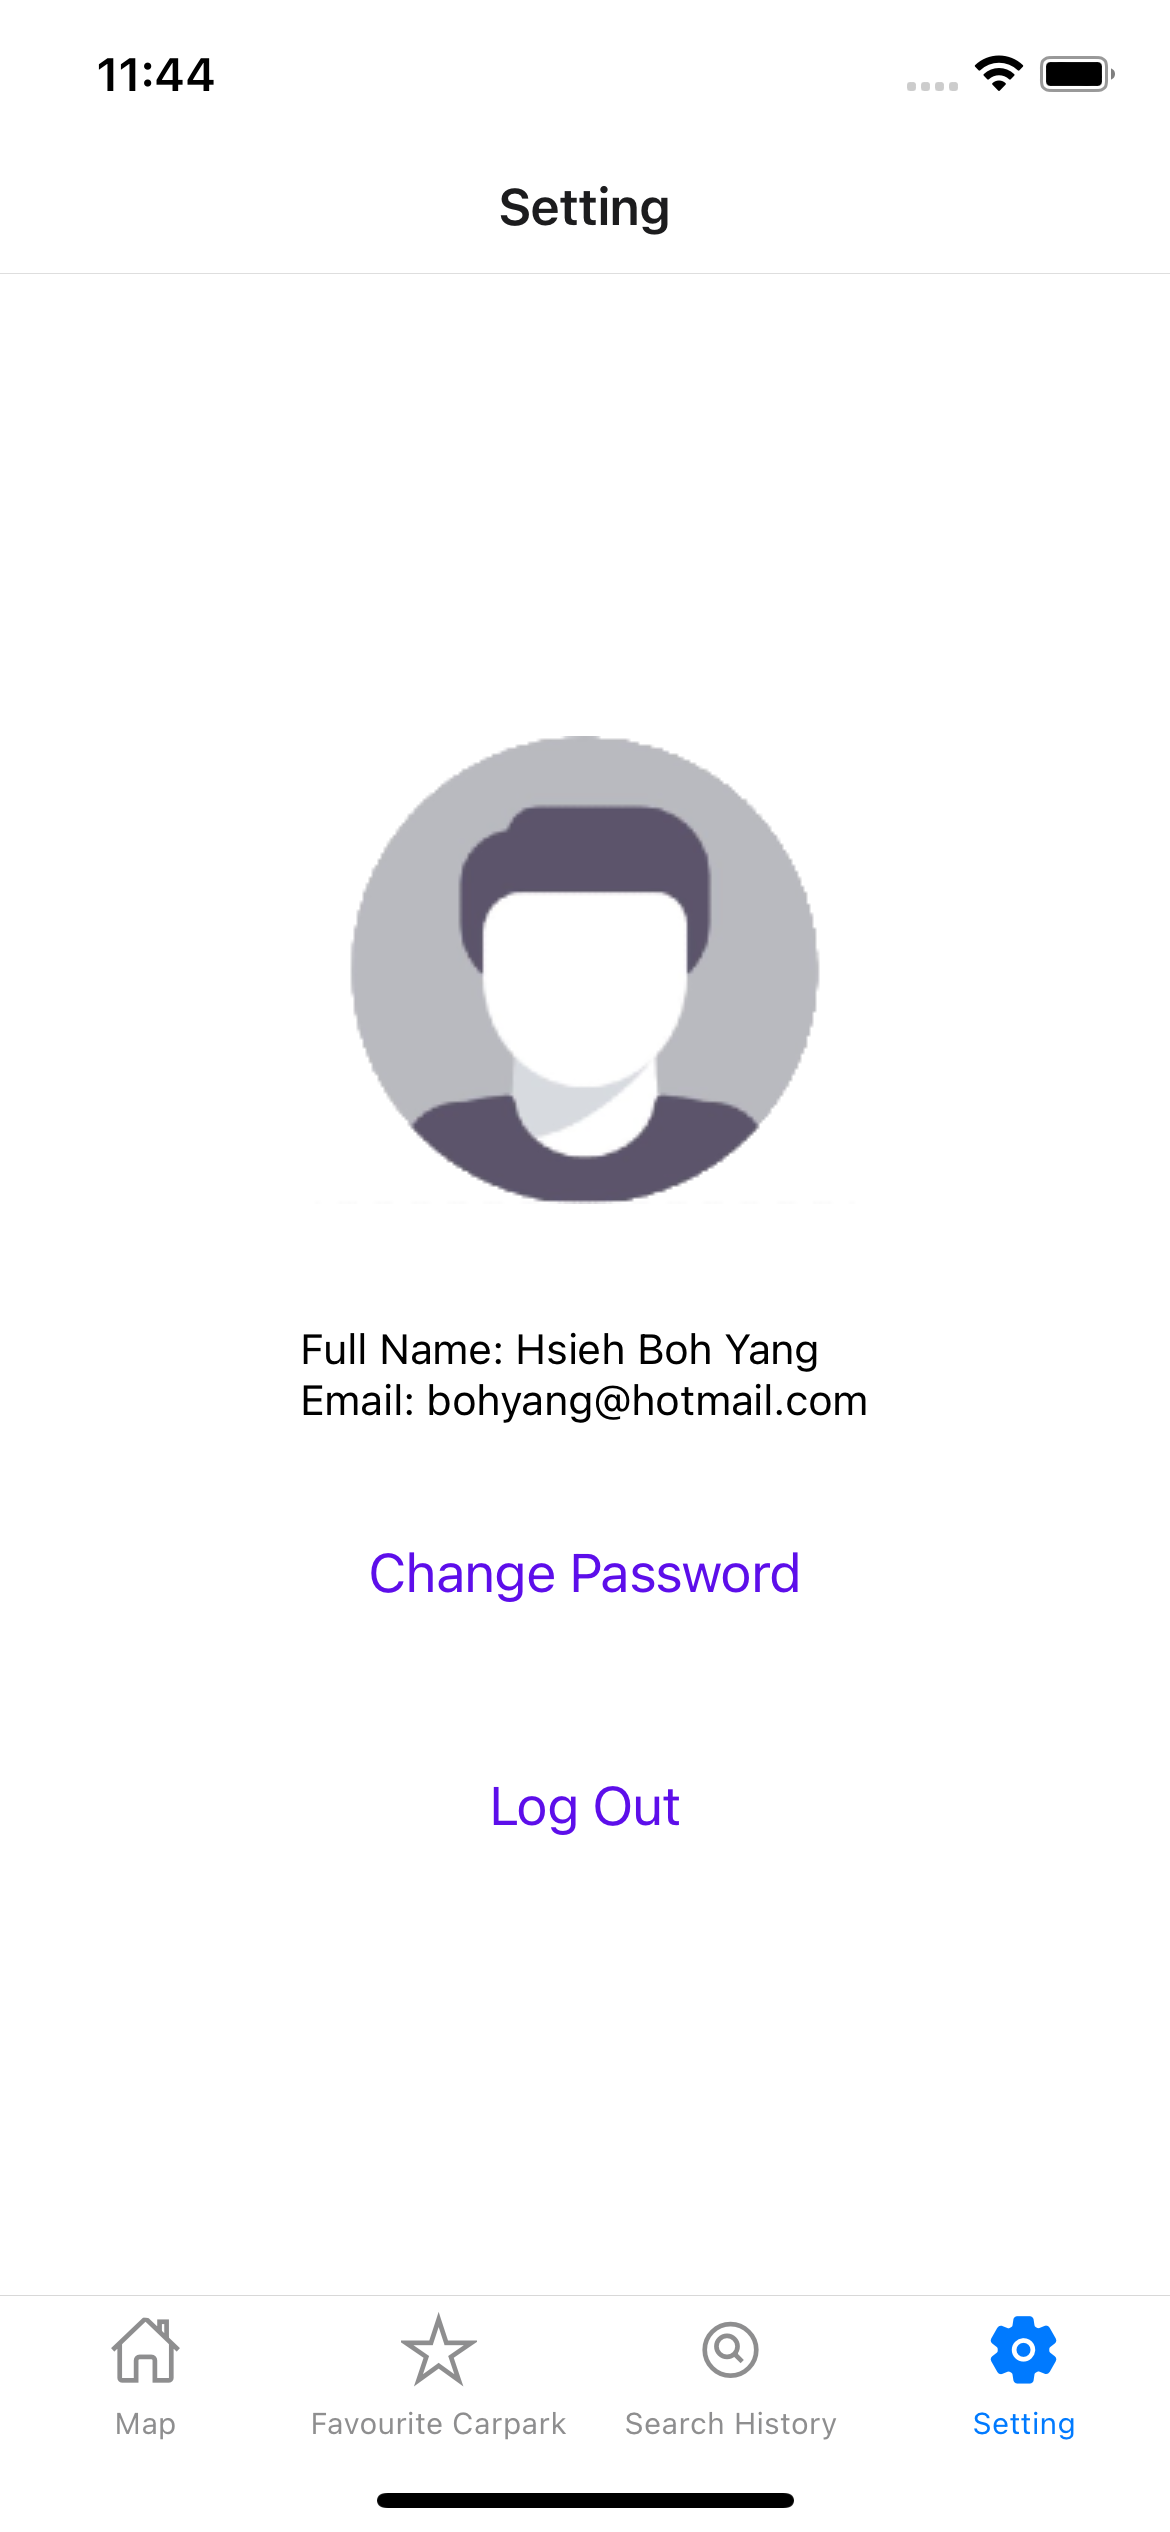 11:44
Setting
Full Name: Hsieh Boh Yang
Email: bohyang@hotmail.com
Change Password
Log Out
Map
Favourite Carpark
Search History
Setting